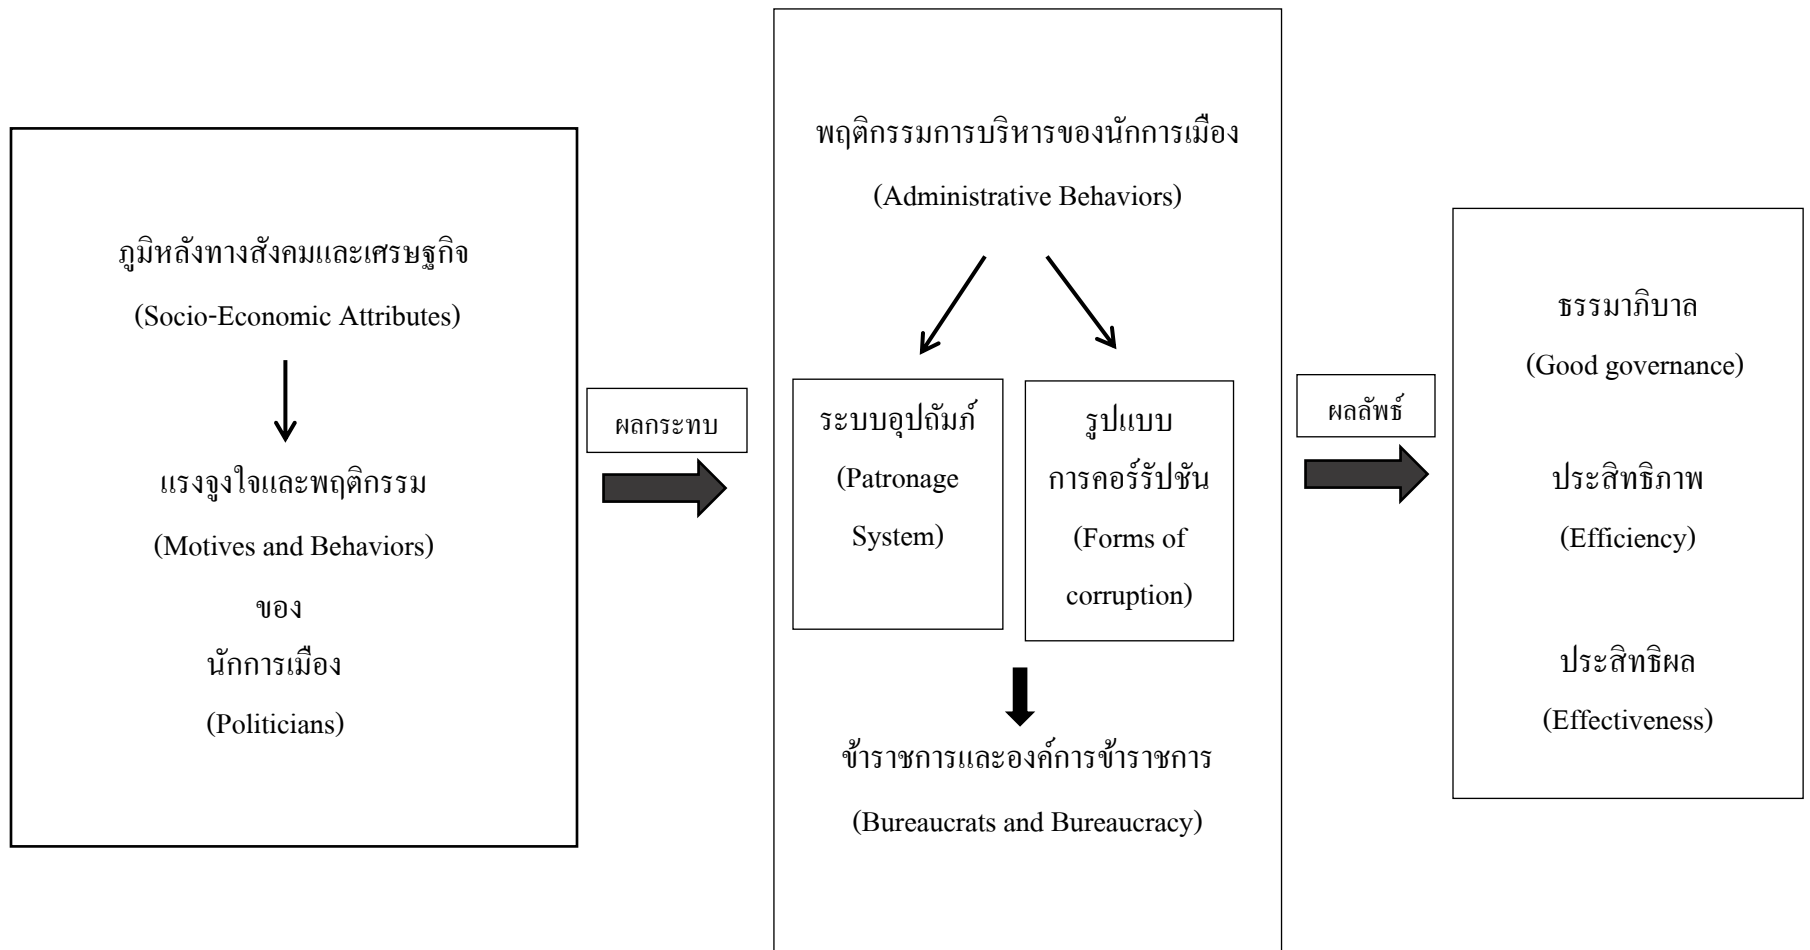 ภูมิหลังทางสังคมและเศรษฐกิจ
(Socio-Economic Attributes)
แรงจูงใจและพฤติกรรม
(Motives and Behaviors)
ของ
นักการเมือง
(Politicians)
ผลกระทบ
พฤติกรรมการบริหารของนักการเมือง
(Administrative Behaviors)
ระบบอุปถัมภ์
(Patronage
System)
รูปแบบ
การคอร์รัปชัน
(Forms of
corruption)
ข้าราชการและองค์การข้าราชการ
(Bureaucrats and Bureaucracy)
ผลลัพธ์
ธรรมาภิบาล
(Good governance)
ประสิทธิภาพ
(Efficiency)
ประสิทธิผล
(Effectiveness)